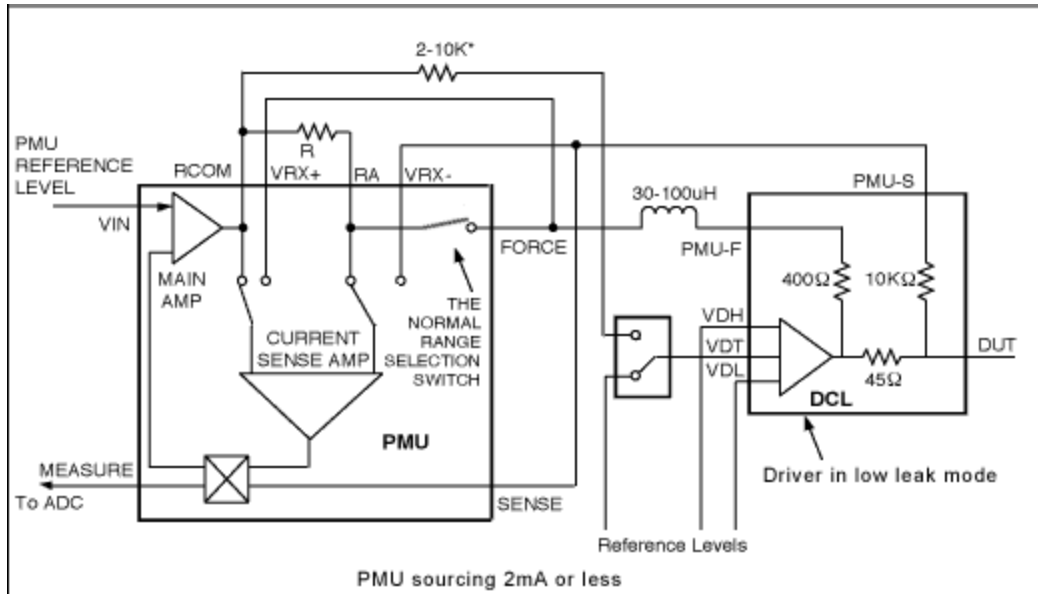 2-10K*
R
PMU
REFERENCE
LEVEL
RCOM
VRX+
RA
VRX-
VIN
MAIN
AMP
FORCE
30-100uH
PMU-S
PMU-F
400Ω
10KΩ
THE
NORMAL
RANGE
SELECTION
SWITCH
CURRENT
SENSE AMP
VDH
VDT
VDL
45Ω
DUT
DCL
PMU
MEASURE
To ADC
SENSE
Driver in low leak mode
Reference Levels
PMU sourcing 2mA or less